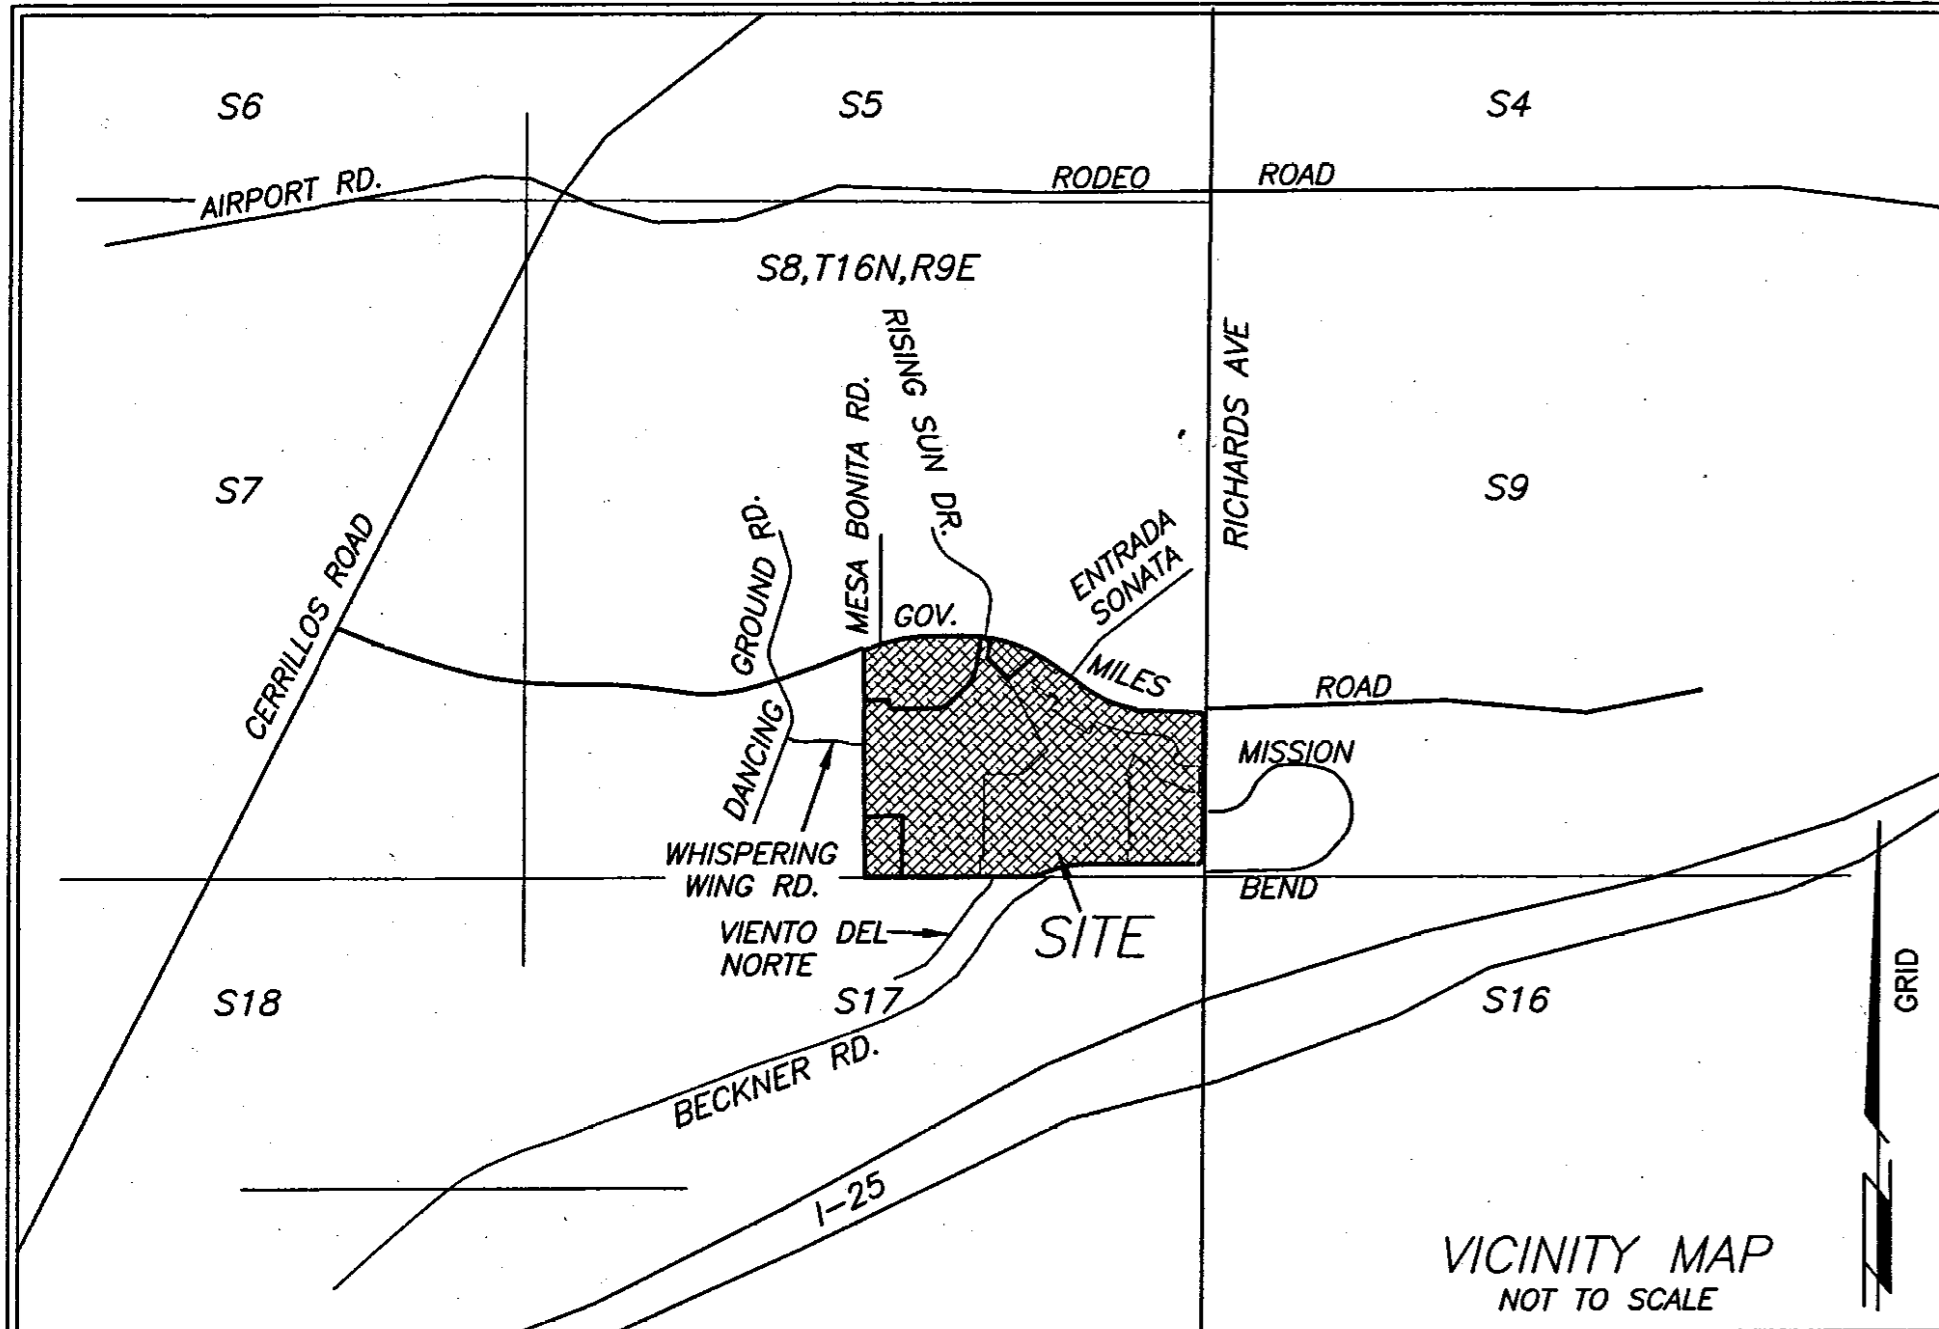 S6
S5
S4
AIRPORT RD.
RODEO
ROAD
S8,T16N,R9E
RISING SUN DR.
RICHARDS AVE
MESA BONITA RD.
S7
S9
DANCING GROUND RD.
ENTRADA
SONATA
CERRILLOS ROAD
GOV.
MILES
ROAD
MISSION
BEND
WHISPERING
WING RD.
VIENTO DEL
NORTE
SITE
S18
S17
S16
GRID
BECKNER RD.
I-25
N
VICINITY MAP
NOT TO SCALE